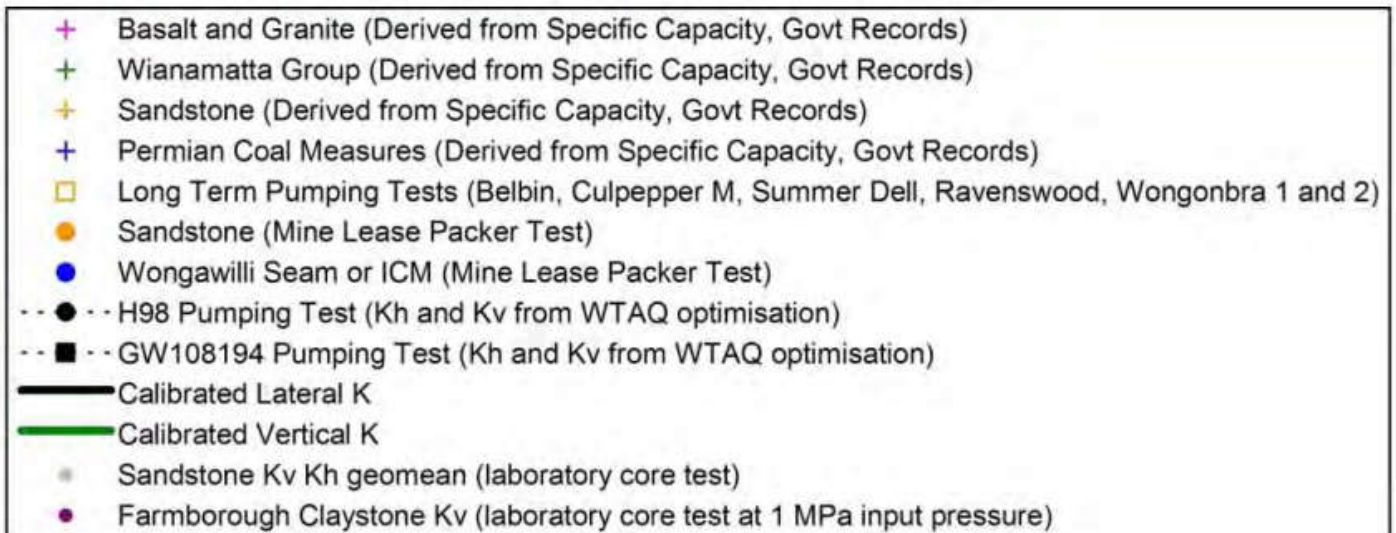 Basalt and Granite (Derived from Specific Capacity, Govt Records)
Wianamatta Group (Derived from Specific Capacity, Govt Records)
Sandstone (Derived from Specific Capacity, Govt Records)
Permian Coal Measures (Derived from Specific Capacity, Govt Records)
Long Term Pumping Tests (Belbin, Culpepper M, Summer Dell, Ravenswood, Wongonbra 1 and 2)
Sandstone (Mine Lease Packer Test)
Wongawilli Seam or ICM (Mine Lease Packer Test)
H98 Pumping Test (Kh and Kv from WTAQ optimisation)
GW108194 Pumping Test (Kh and Kv from WTAQ optimisation)
Calibrated Lateral K
Calibrated Vertical K
Sandstone Kv Kh geomean (laboratory core test)
Farmborough Claystone Kv (laboratory core test at 1 MPa input pressure)